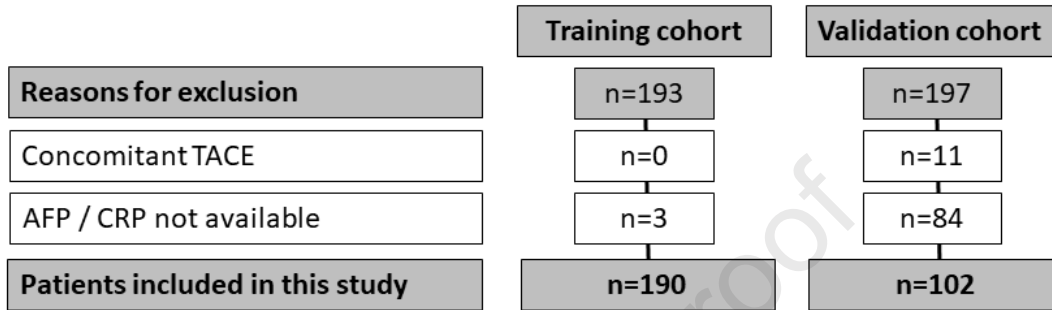 Training cohort Validation cohort
Reasons for exclusion n=193 n=197
Concomitant TACE n=0 n=11
AFP / CRP not available n=3 n=84
Patients included in this study n=190 n=102
roof